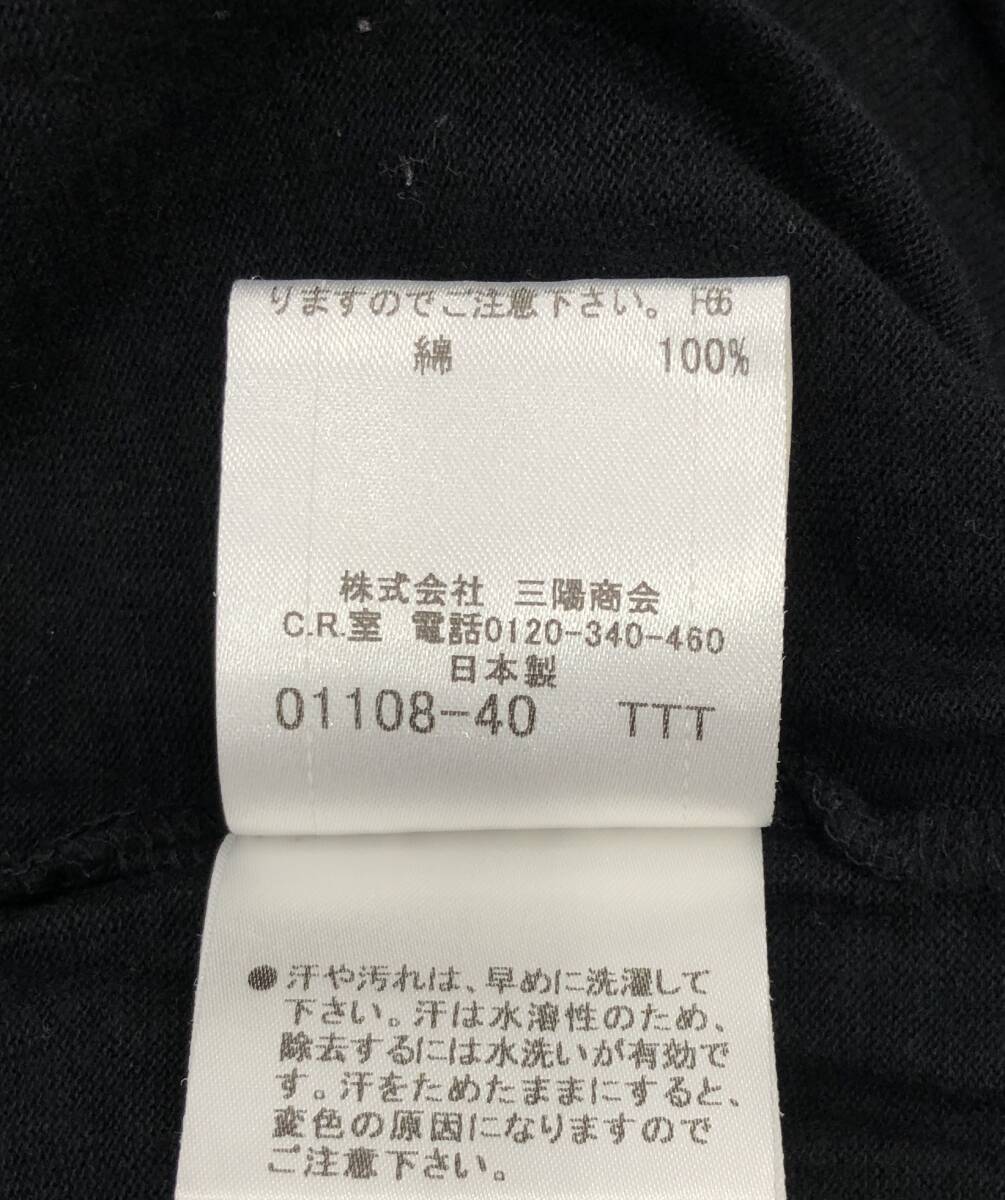 りますのでご注意下さい。 F66
綿 100%
株式会社 三陽商会
C.R.室 電話0120-340-460
日本製
01108-40 TTT
● 汗や汚れは、早めに洗濯して
下さい。汗は水溶性のため、
除去するには水洗いが有効で
す。汗をためたままにすると、
変色の原因になりますので
ご注意下さい。